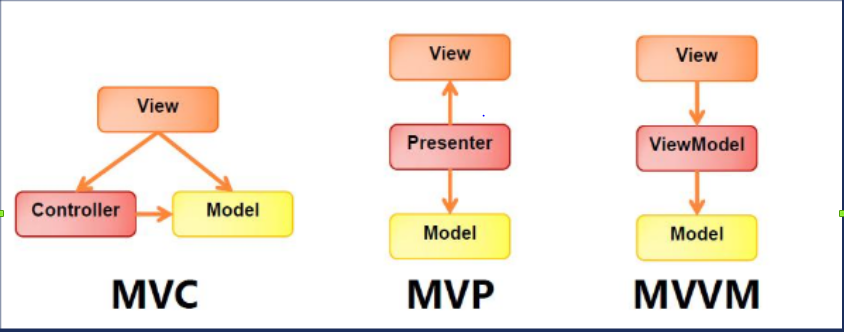 View
Controller
Model
MVC
View
Presenter
Model
MVP
View
ViewModel
Model
MVVM